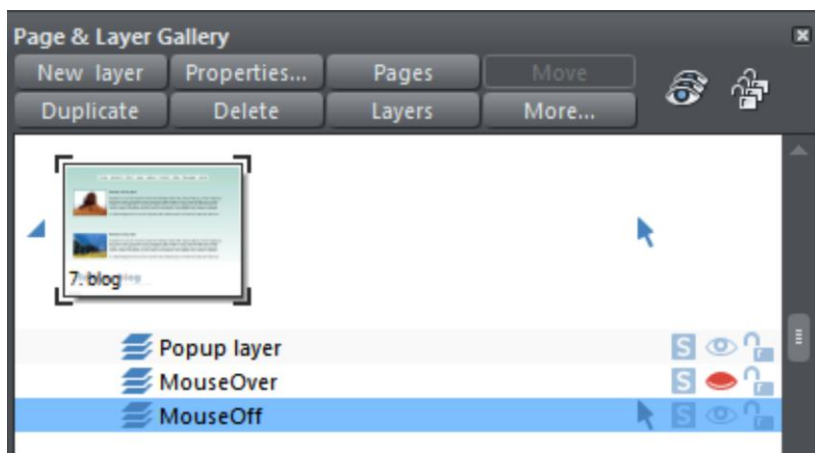 Page & Layer Gallery
New layer Properties... Pages Move
Duplicate Delete Layers More...
7. blog
Popup layer S
MouseOver S
MouseOff S